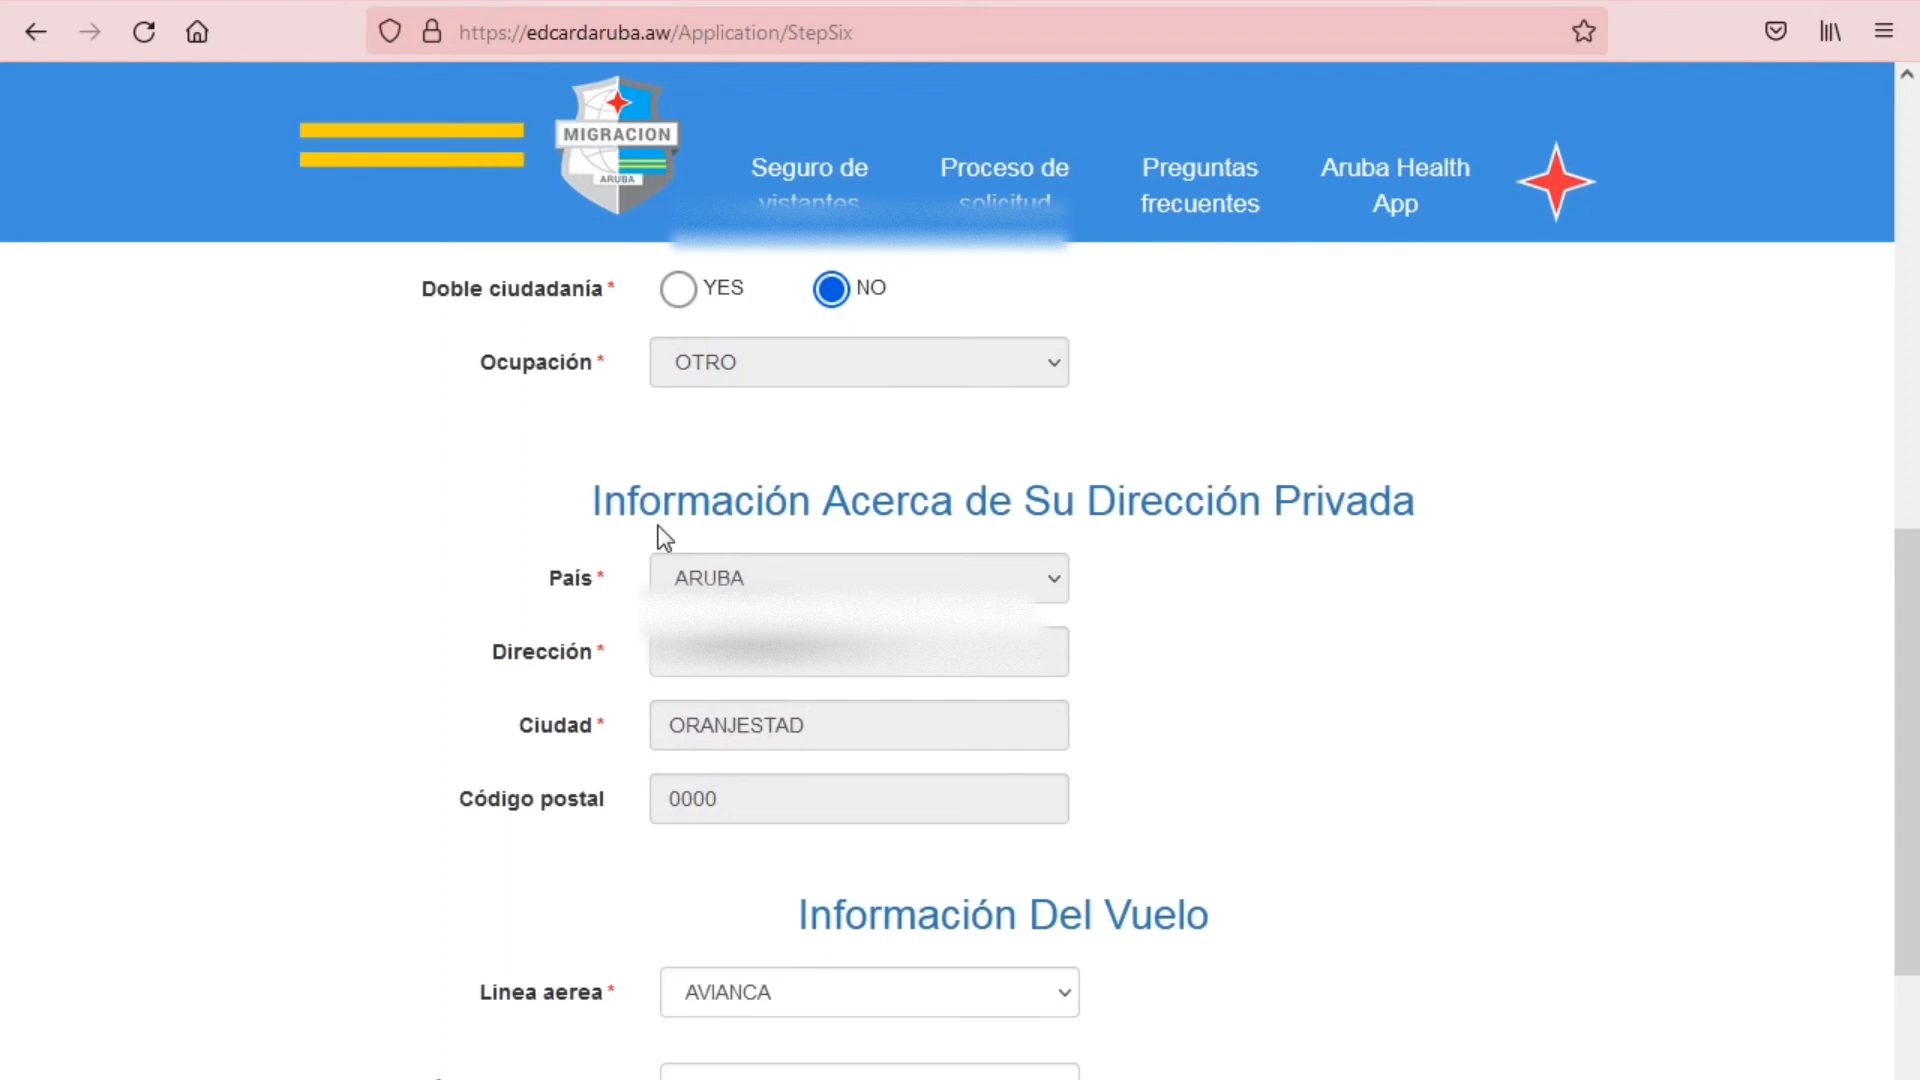 https://edcardaruba.aw/Application/StepSix
MIGRACION
ARUBA
Seguro de
vistantes
Proceso de
solicitud
Preguntas
frecuentes
Aruba Health
App
Doble ciudadanía *
YES
NO
Ocupación *
OTRO
Información Acerca de Su Dirección Privada
País *
ARUBA
Dirección *
Ciudad *
ORANJESTAD
Código postal
0000
Información Del Vuelo
Linea aerea *
AVIANCA